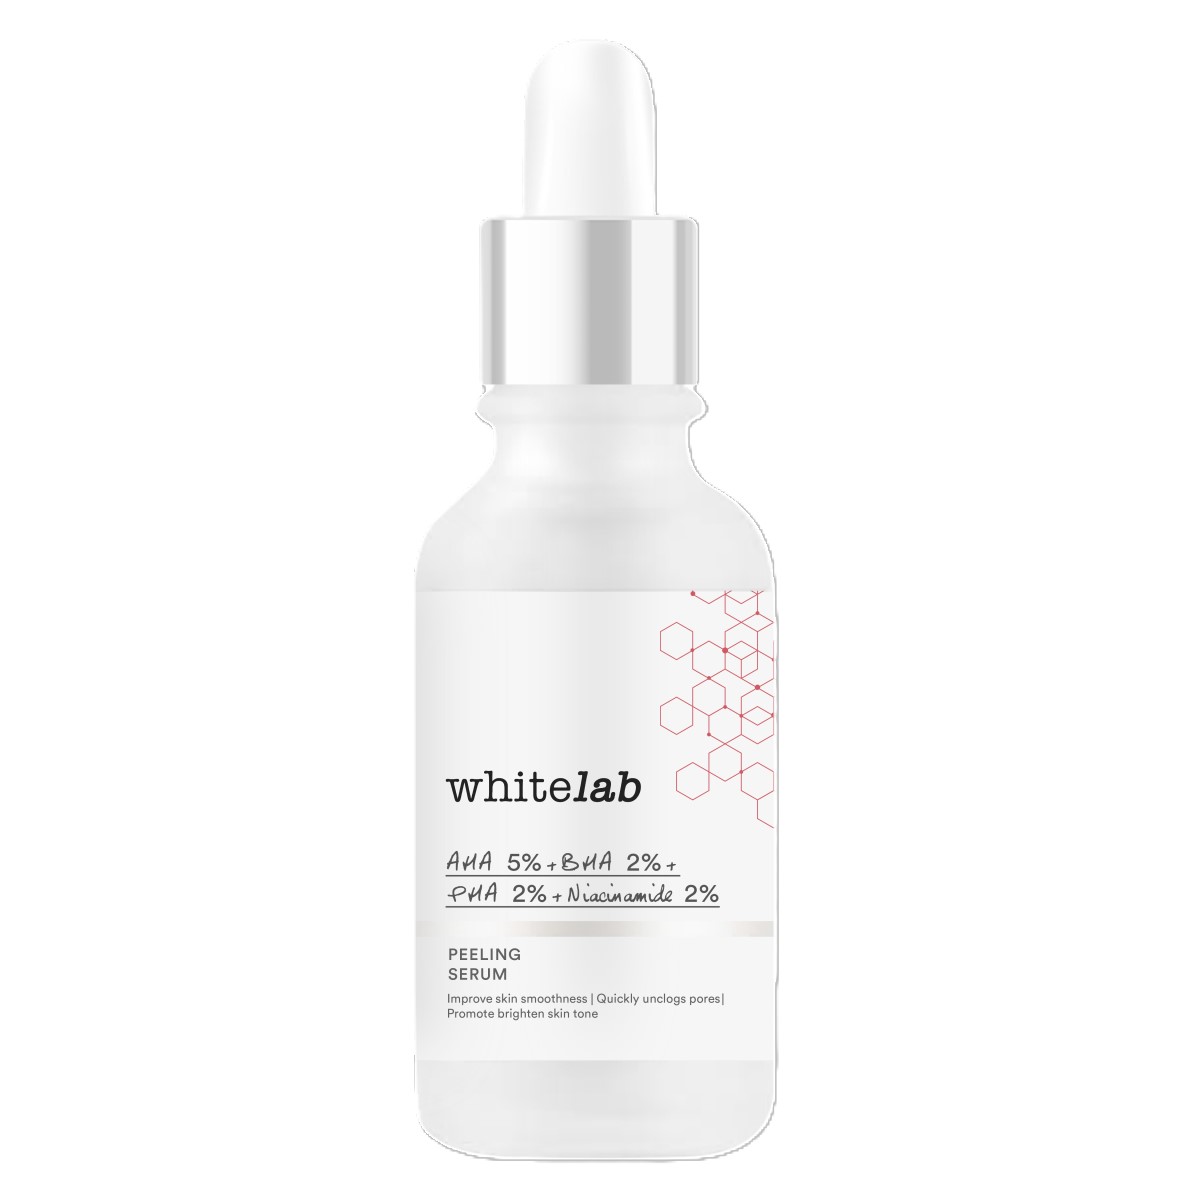 whitelab
AHA 5% + BHA 2% +
PHA 2% + Niacinamide 2%
PEELING
SERUM
Improve skin smoothness | Quickly unclogs pores|
Promote brighten skin tone